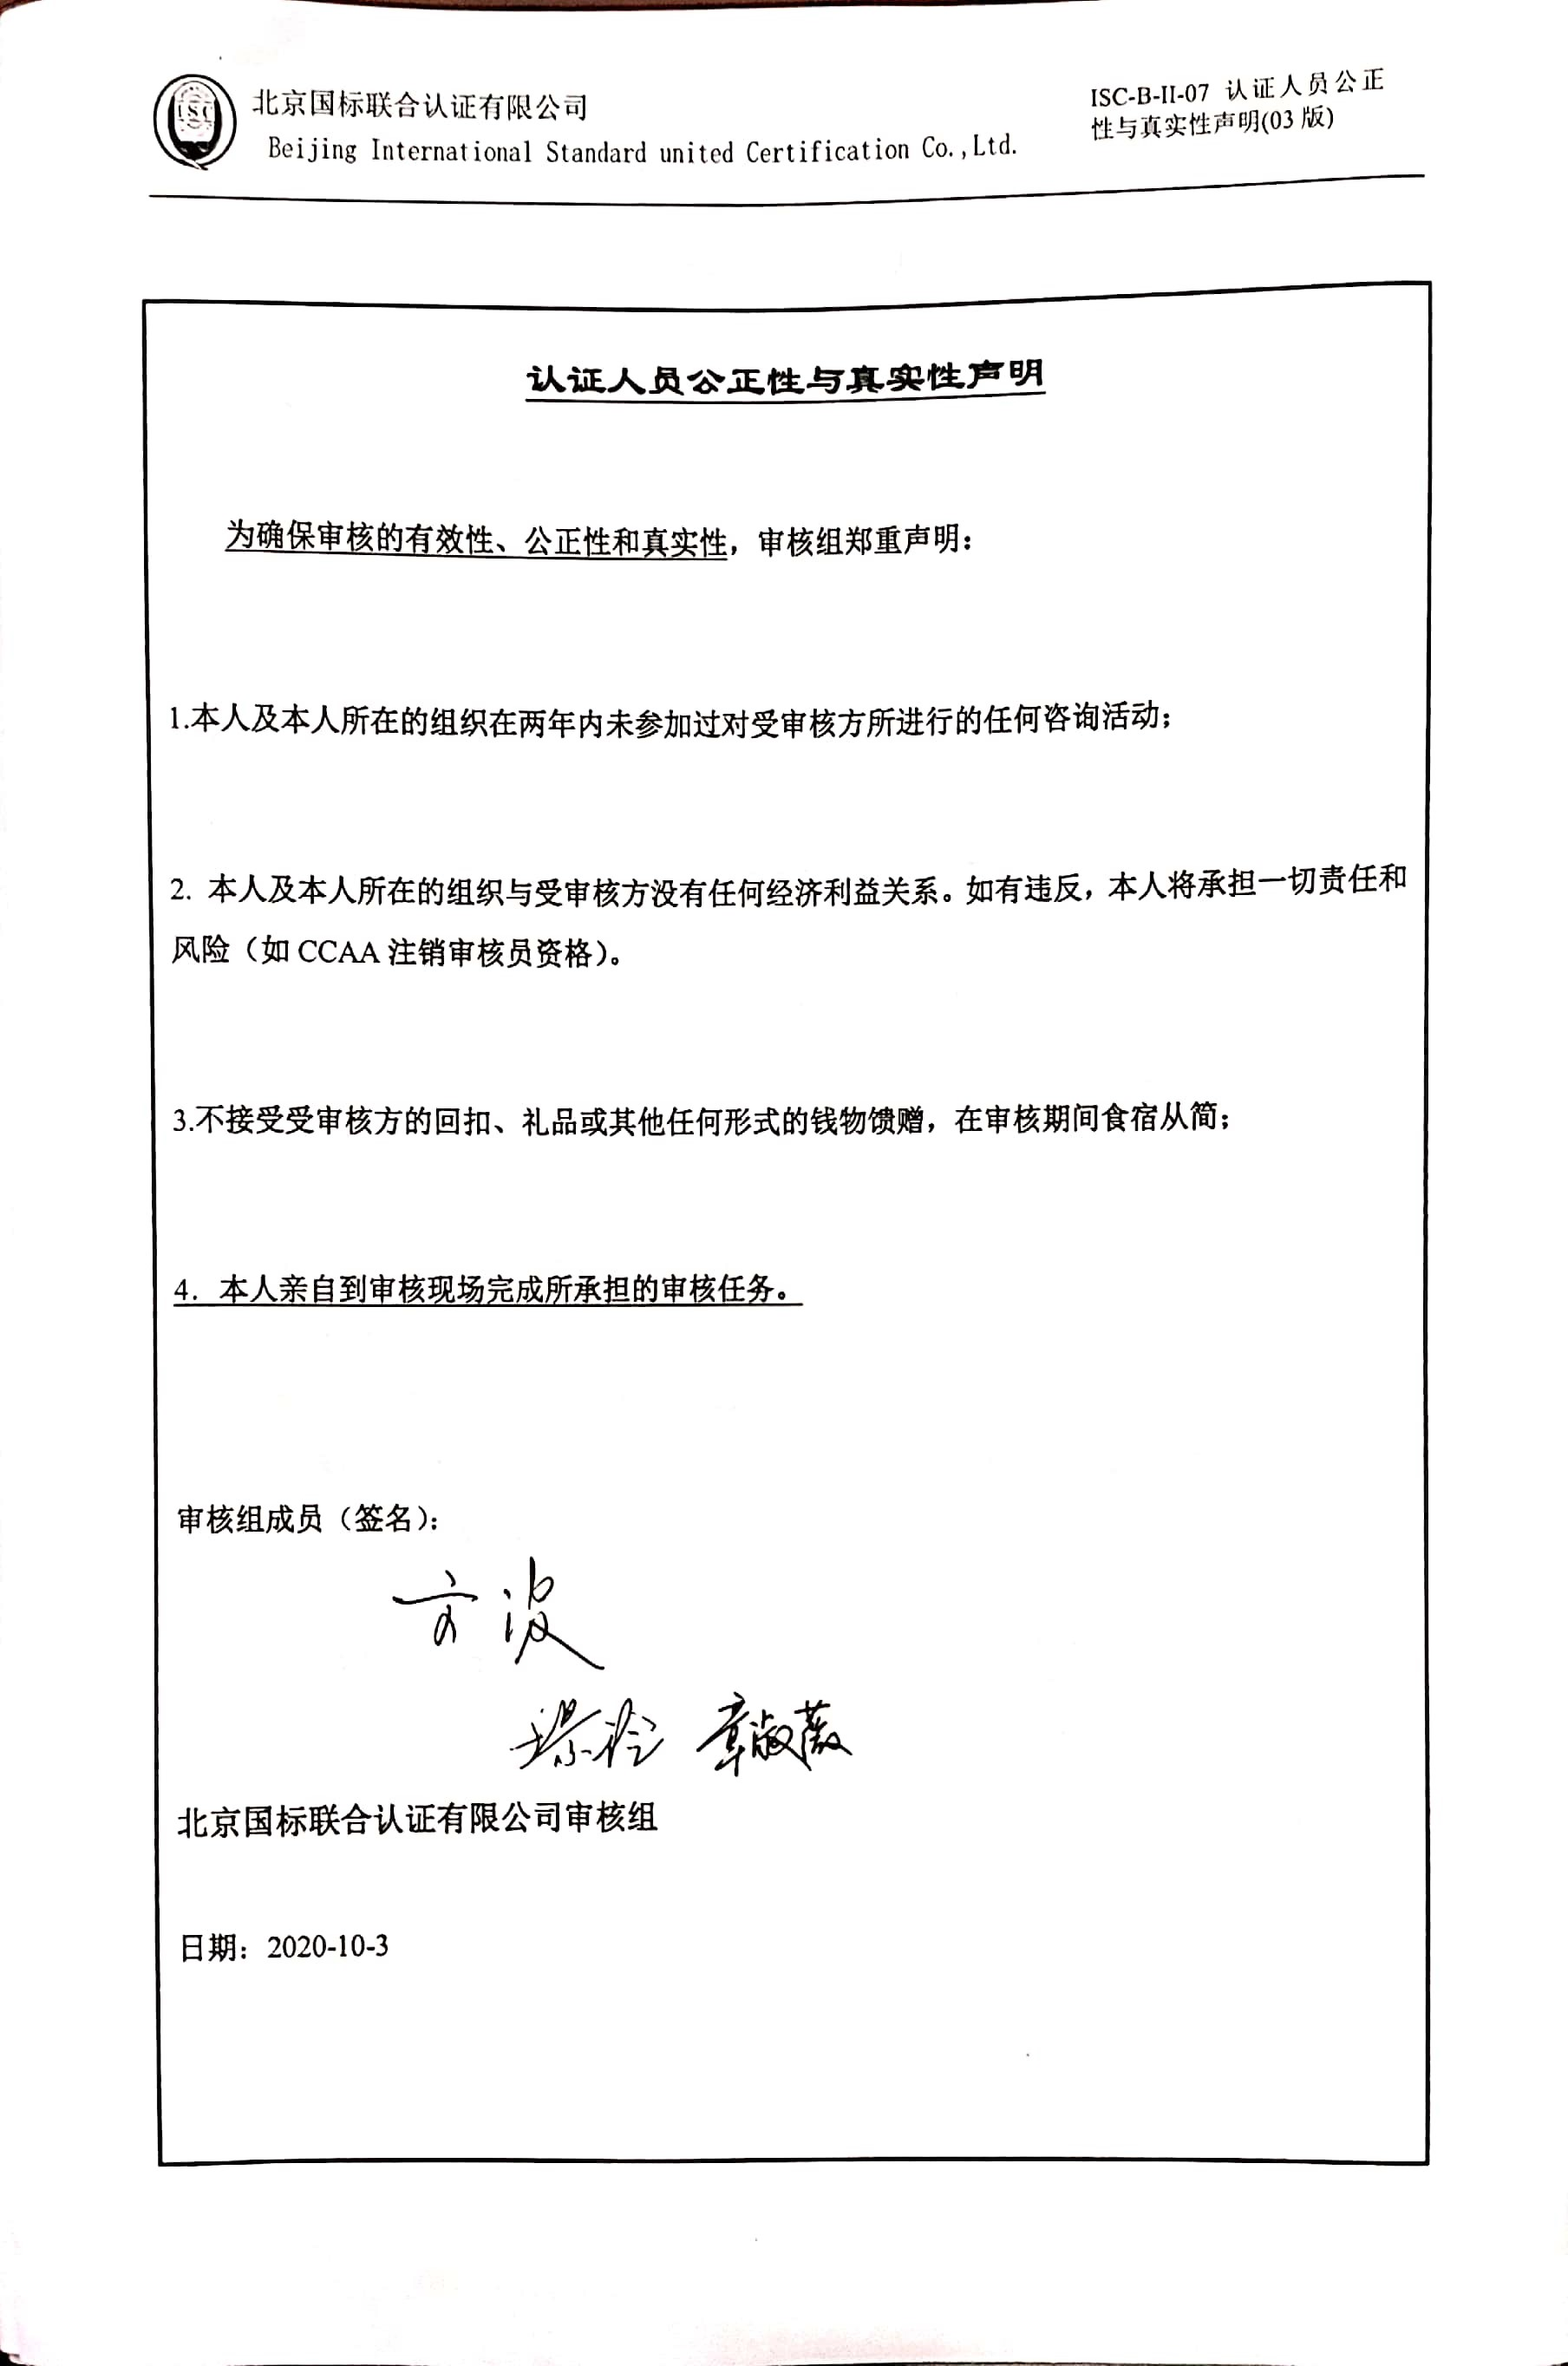 ISC
北京国标联合认证有限公司
Beijing International Standard united Certification Co.,Ltd.
ISC-B-II-07 认证人员公正
性与真实性声明(03 版)
认证人员公正性与真实性声明
为确保审核的有效性、公正性和真实性，审核组郑重声明：
1.本人及本人所在的组织在两年内未参加过对受审核方所进行的任何咨询活动；
2. 本人及本人所在的组织与受审核方没有任何经济利益关系。如有违反，本人将承担一切责任和
风险（如 CCAA 注销审核员资格）。
3.不接受受审核方的回扣、礼品或其他任何形式的钱物馈赠，在审核期间食宿从简；
4. 本人亲自到审核现场完成所承担的审核任务。
审核组成员（签名）：
章淑薇
北京国标联合认证有限公司审核组
日期：2020-10-3